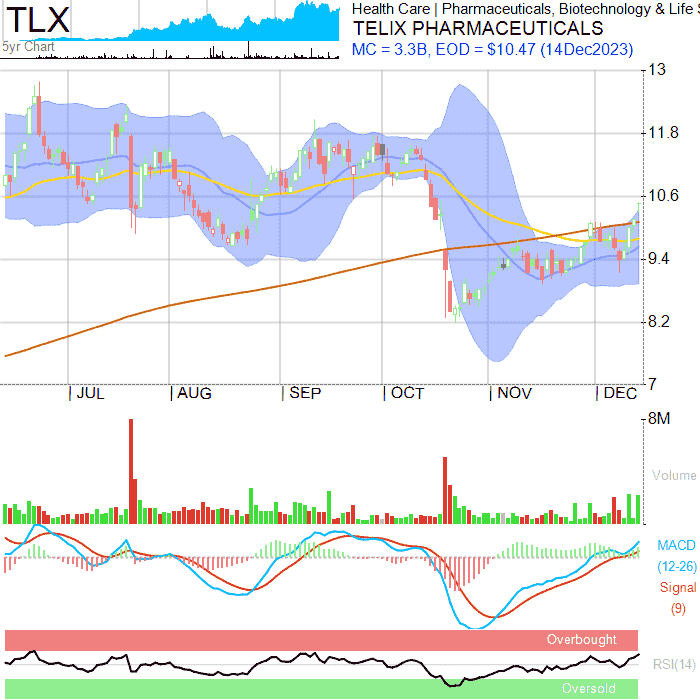 TLX
Health Care | Pharmaceuticals, Biotechnology & Life S
TELIX PHARMACEUTICALS
MC = 3.3B, EOD = $10.47 (14Dec2023)
5yr Chart
13
11.8
10.6
9.4
8.2
7
| JUL | AUG | SEP | OCT | NOV | DEC
8M
Volume
MACD
(12-26)
Signal
(9)
Overbought
RSI(14)
Oversold